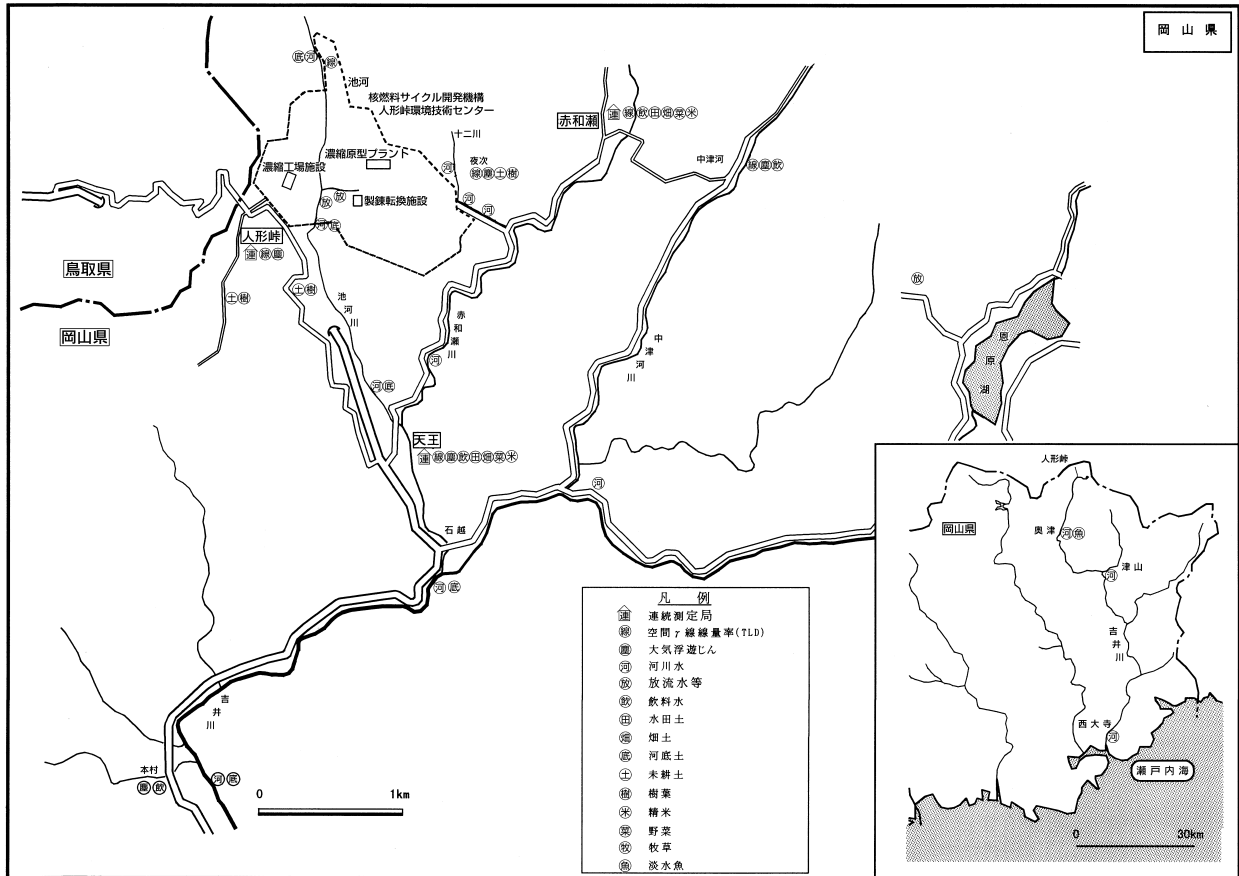 岡山県
底 河
線
池河
核燃料サイクル開発機構
人形峠環境技術センター
十二川
濃縮原型プラント
濃縮工場施設
放 放
製錬転換施設
河
夜次
線 塵 土 樹
河 河
河 底
赤和瀬
連 線 飲 田 畑 菜 米
中津河
線 塵 飲
人形峠
連 線 塵
鳥取県
岡山県
土 樹
土 樹
池河川
赤和瀬川
河
中津河川
河 底
天王
連 線 塵 飲 田 畑 菜 米
石越
河
河 底
吉井川
本村
塵 飲
河 底
0 1km
放
恩原湖
凡 例
連 連続測定局
線 空間γ線線量率(TLD)
塵 大気浮遊じん
河 河川水
放 放流水等
飲 飲料水
田 水田土
畑 畑土
底 河底土
土 未耕土
樹 樹葉
米 精米
菜 野菜
牧 牧草
魚 淡水魚
人形峠
岡山県
奥津
河 魚
津山
河
吉井川
西大寺
河
瀬戸内海
0 30km